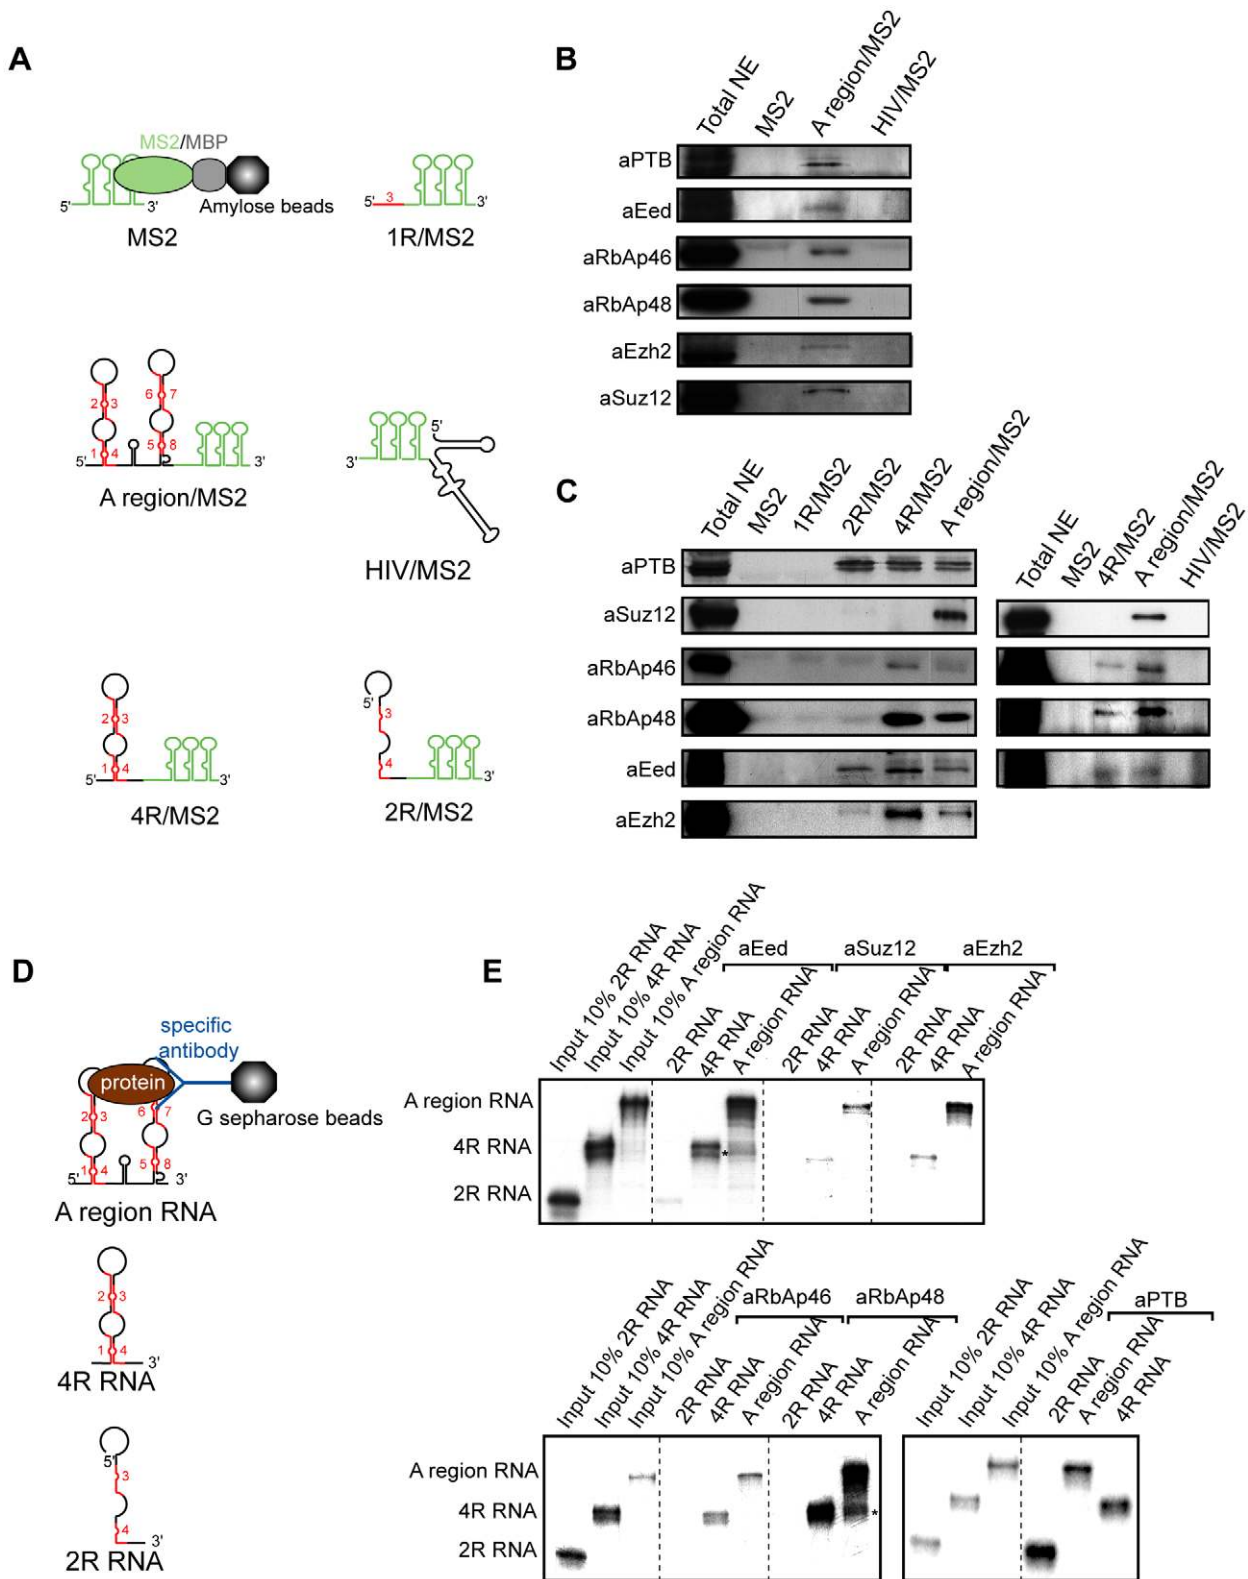 A
MS2/MBP
5' 3'
Amylose beads
MS2
3
5' 3'
1R/MS2
2 3
6 7
1 4
5 8
5' 3'
A region/MS2
5'
3'
HIV/MS2
2 3
1 4
5' 3'
4R/MS2
5'
3
4
3'
2R/MS2
B
Total NE
MS2
A region/MS2
HIV/MS2
aPTB
aEed
aRbAp46
aRbAp48
aEzh2
aSuz12
C
Total NE
MS2
1R/MS2
2R/MS2
4R/MS2
A region/MS2
Total NE
MS2
4R/MS2
A region/MS2
HIV/MS2
aPTB
aSuz12
aRbAp46
aRbAp48
aEed
aEzh2
D
specific
antibody
protein
G sepharose beads
2 3
6 7
1 4
5 8
5' 3'
A region RNA
2 3
1 4
3'
4R RNA
5'
3
4
3'
2R RNA
E
Input 10% 2R RNA
Input 10% 4R RNA
Input 10% A region RNA
aEed
2R RNA
4R RNA
A region RNA
aSuz12
2R RNA
4R RNA
A region RNA
aEzh2
2R RNA
4R RNA
A region RNA
A region RNA
4R RNA
*
2R RNA
Input 10% 2R RNA
Input 10% 4R RNA
Input 10% A region RNA
aRbAp46
2R RNA
4R RNA
A region RNA
aRbAp48
2R RNA
4R RNA
A region RNA
Input 10% 2R RNA
Input 10% 4R RNA
Input 10% A region RNA
aPTB
2R RNA
A region RNA
4R RNA
A region RNA
4R RNA
*
2R RNA